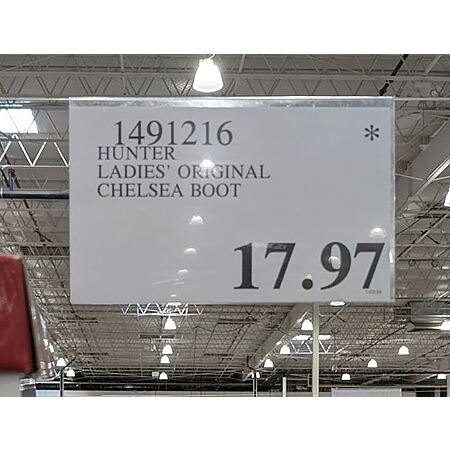 1491216 *
HUNTER
LADIES' ORIGINAL
CHELSEA BOOT
17.97